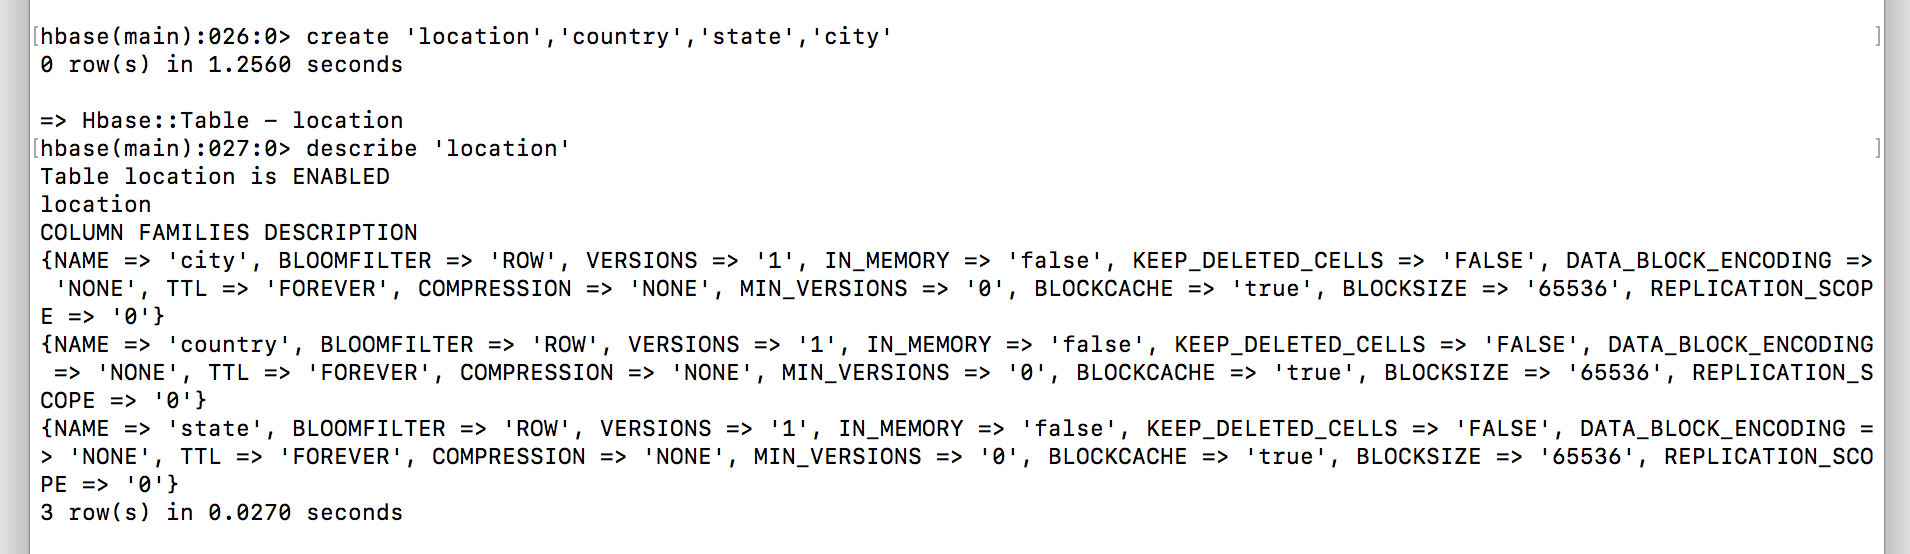 [hbase(main):026:0> create 'location','country','state','city' ]
0 row(s) in 1.2560 seconds
=> Hbase::Table – location
[hbase(main):027:0> describe 'location' ]
Table location is ENABLED
location
COLUMN FAMILIES DESCRIPTION
{NAME => 'city', BLOOMFILTER => 'ROW', VERSIONS => '1', IN_MEMORY => 'false', KEEP_DELETED_CELLS => 'FALSE', DATA_BLOCK_ENCODING =>
 'NONE', TTL => 'FOREVER', COMPRESSION => 'NONE', MIN_VERSIONS => '0', BLOCKCACHE => 'true', BLOCKSIZE => '65536', REPLICATION_SCOP
E => '0'}
{NAME => 'country', BLOOMFILTER => 'ROW', VERSIONS => '1', IN_MEMORY => 'false', KEEP_DELETED_CELLS => 'FALSE', DATA_BLOCK_ENCODING
 => 'NONE', TTL => 'FOREVER', COMPRESSION => 'NONE', MIN_VERSIONS => '0', BLOCKCACHE => 'true', BLOCKSIZE => '65536', REPLICATION_S
COPE => '0'}
{NAME => 'state', BLOOMFILTER => 'ROW', VERSIONS => '1', IN_MEMORY => 'false', KEEP_DELETED_CELLS => 'FALSE', DATA_BLOCK_ENCODING =
> 'NONE', TTL => 'FOREVER', COMPRESSION => 'NONE', MIN_VERSIONS => '0', BLOCKCACHE => 'true', BLOCKSIZE => '65536', REPLICATION_SCO
PE => '0'}
3 row(s) in 0.0270 seconds